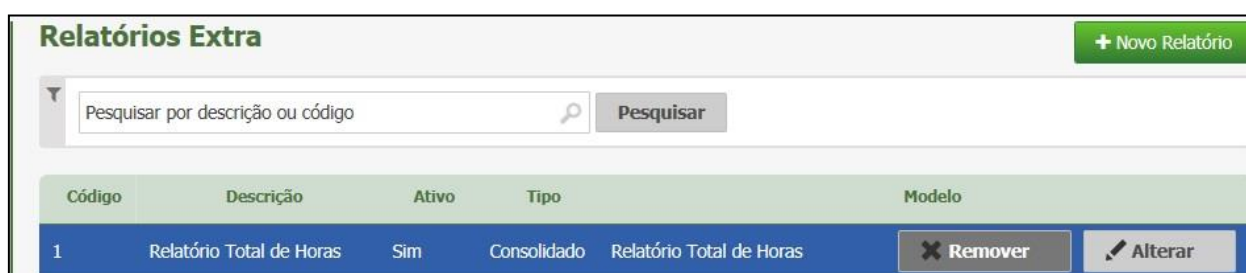 Relatórios Extra
+ Novo Relatório
Pesquisar por descrição ou código Pesquisar
Código Descrição Ativo Tipo Modelo
1 Relatório Total de Horas Sim Consolidado Relatório Total de Horas Remover Alterar